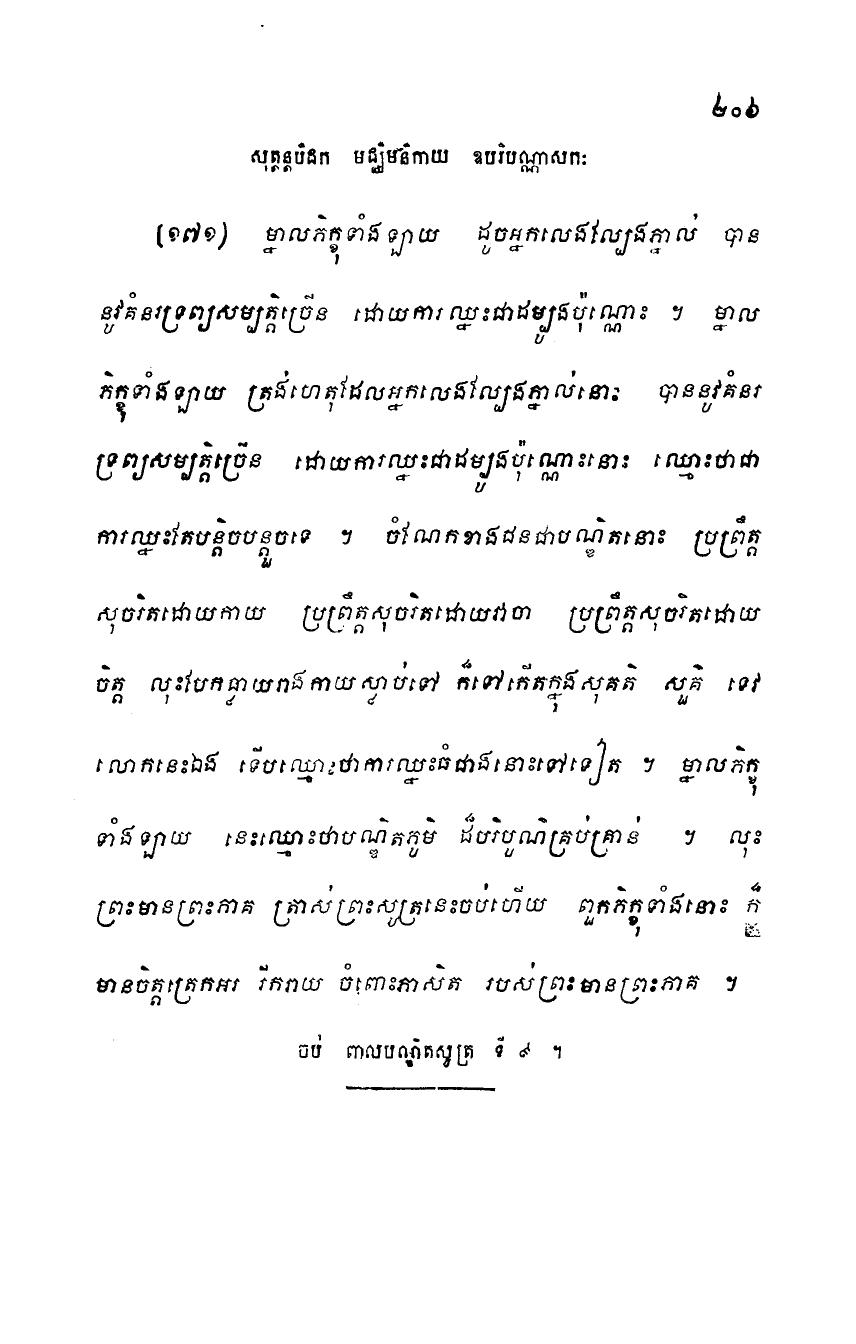 ២០៦
សុត្តន្តបិដក មជ្ឈិមនិកាយ ឧបរិបណ្ណាសកៈ
(១៧១) ម្នាលភិក្ខុទាំងឡាយ ដូចអ្នកលេងល្បែងភ្នាល់ បាន
នូវគំនរទ្រព្យសម្បត្តិច្រើន ដោយការឈ្នះជាដម្បូងប៉ុណ្ណោះ ។ ម្នាល
ភិក្ខុទាំងឡាយ ត្រង់ហេតុដែលអ្នកលេងល្បែងភ្នាល់នោះ បាននូវគំនរ
ទ្រព្យសម្បត្តិច្រើន ដោយការឈ្នះជាដម្បូងប៉ុណ្ណោះនោះ ឈ្មោះថាជា
ការឈ្នះតែបន្តិចបន្តួចទេ ។ ចំណែកខាងជនជាបណ្ឌិតនោះ ប្រព្រឹត្ត
សុចរិតដោយកាយ ប្រព្រឹត្តសុចរិតដោយវាចា ប្រព្រឹត្តសុចរិតដោយ
ចិត្ត លុះបែកធ្លាយរាងកាយស្លាប់ទៅ ក៏ទៅកើតក្នុងសុគតិ សួគ៌ ទេវ
លោកនេះឯង ទើបឈ្មោះថាការឈ្នះធំជាងនោះទៅទៀត ។ ម្នាលភិក្ខុ
ទាំងឡាយ នេះឈ្មោះថាបណ្ឌិតភូមិ ដ៏បរិបូណ៌គ្រប់គ្រាន់ ។ លុះ
ព្រះមានព្រះភាគ ត្រាស់ព្រះសូត្រនេះចប់ហើយ ពួកភិក្ខុទាំងនោះ ក៏
មានចិត្តត្រេកអរ រីករាយ ចំពោះភាសិត របស់ព្រះមានព្រះភាគ ។
ចប់ ពាលបណ្ឌិតសូត្រ ទី ៩ ។